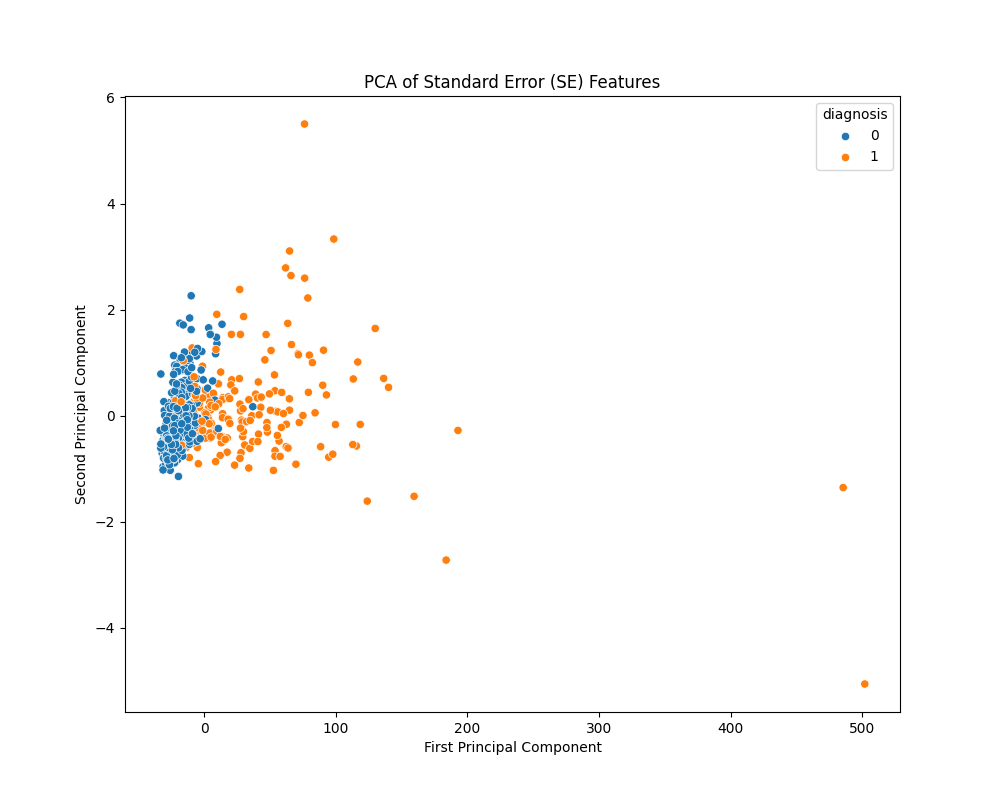 PCA of Standard Error (SE) Features
diagnosis
0
1
6
4
2
0
−2
−4
Second Principal Component
0 100 200 300 400 500
First Principal Component